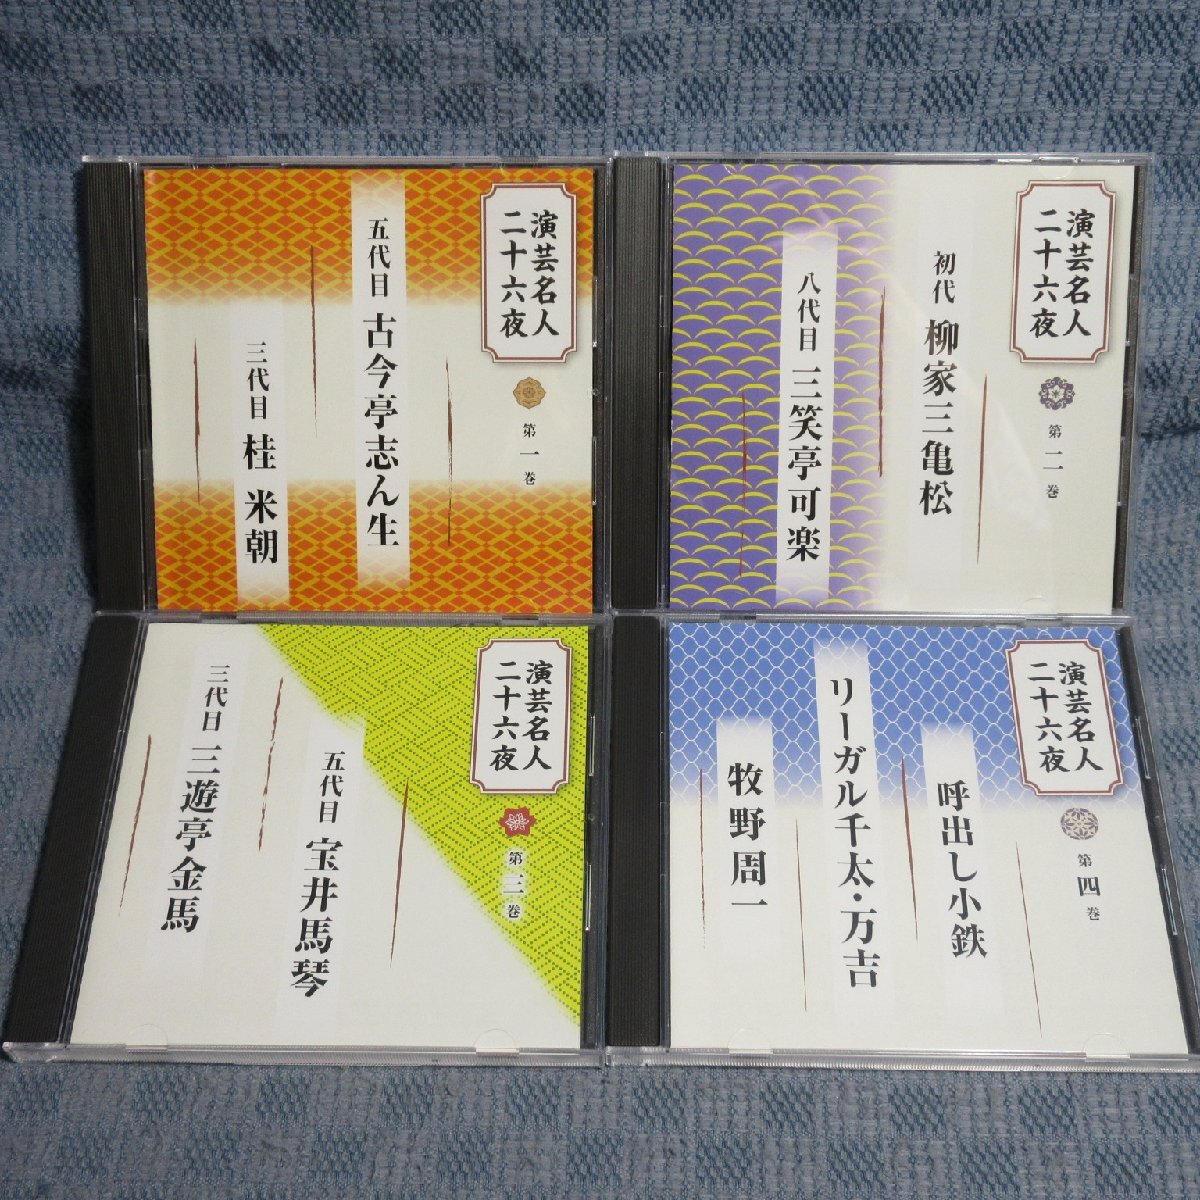 演芸名人
二十六夜
第一巻
五代目 古今亭志ん生
三代目 桂 米朝
演芸名人
二十六夜
第二巻
初代 柳家三亀松
八代目 三笑亭可楽
演芸名人
二十六夜
第三巻
五代目 宝井馬琴
三代目 三遊亭金馬
演芸名人
二十六夜
第四巻
呼出し小鉄
リーガル千太・万吉
牧野周一